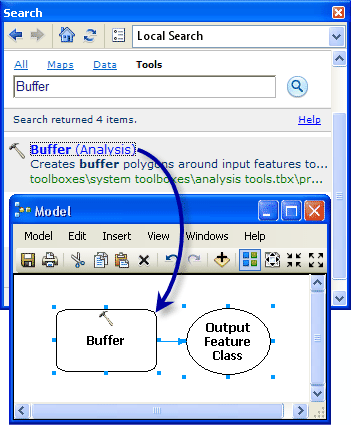 Search
Local Search
All Maps Data Tools
Buffer
Search returned 4 items. Help
Buffer (Analysis)
Creates buffer polygons around input features to...
toolboxes\system toolboxes\analysis tools.tbx\pr...
Model
Model Edit Insert View Windows Help
Buffer
Output
Feature
Class